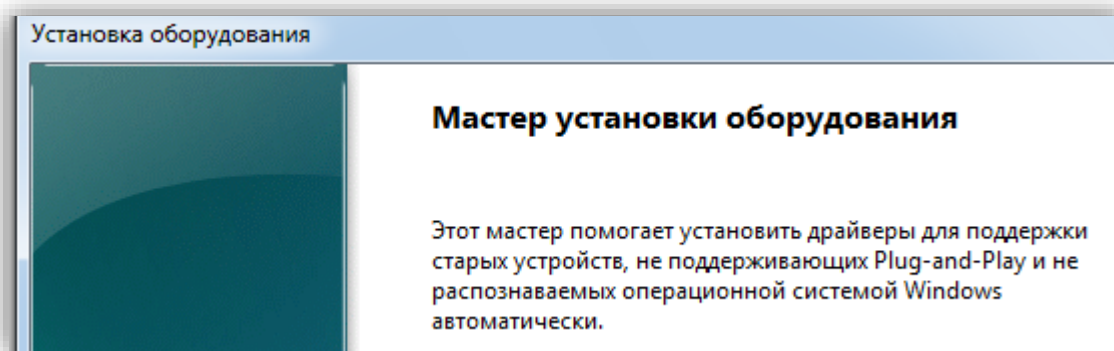 Установка оборудования
Мастер установки оборудования
Этот мастер помогает установить драйверы для поддержки
старых устройств, не поддерживающих Plug-and-Play и не
распознаваемых операционной системой Windows
автоматически.